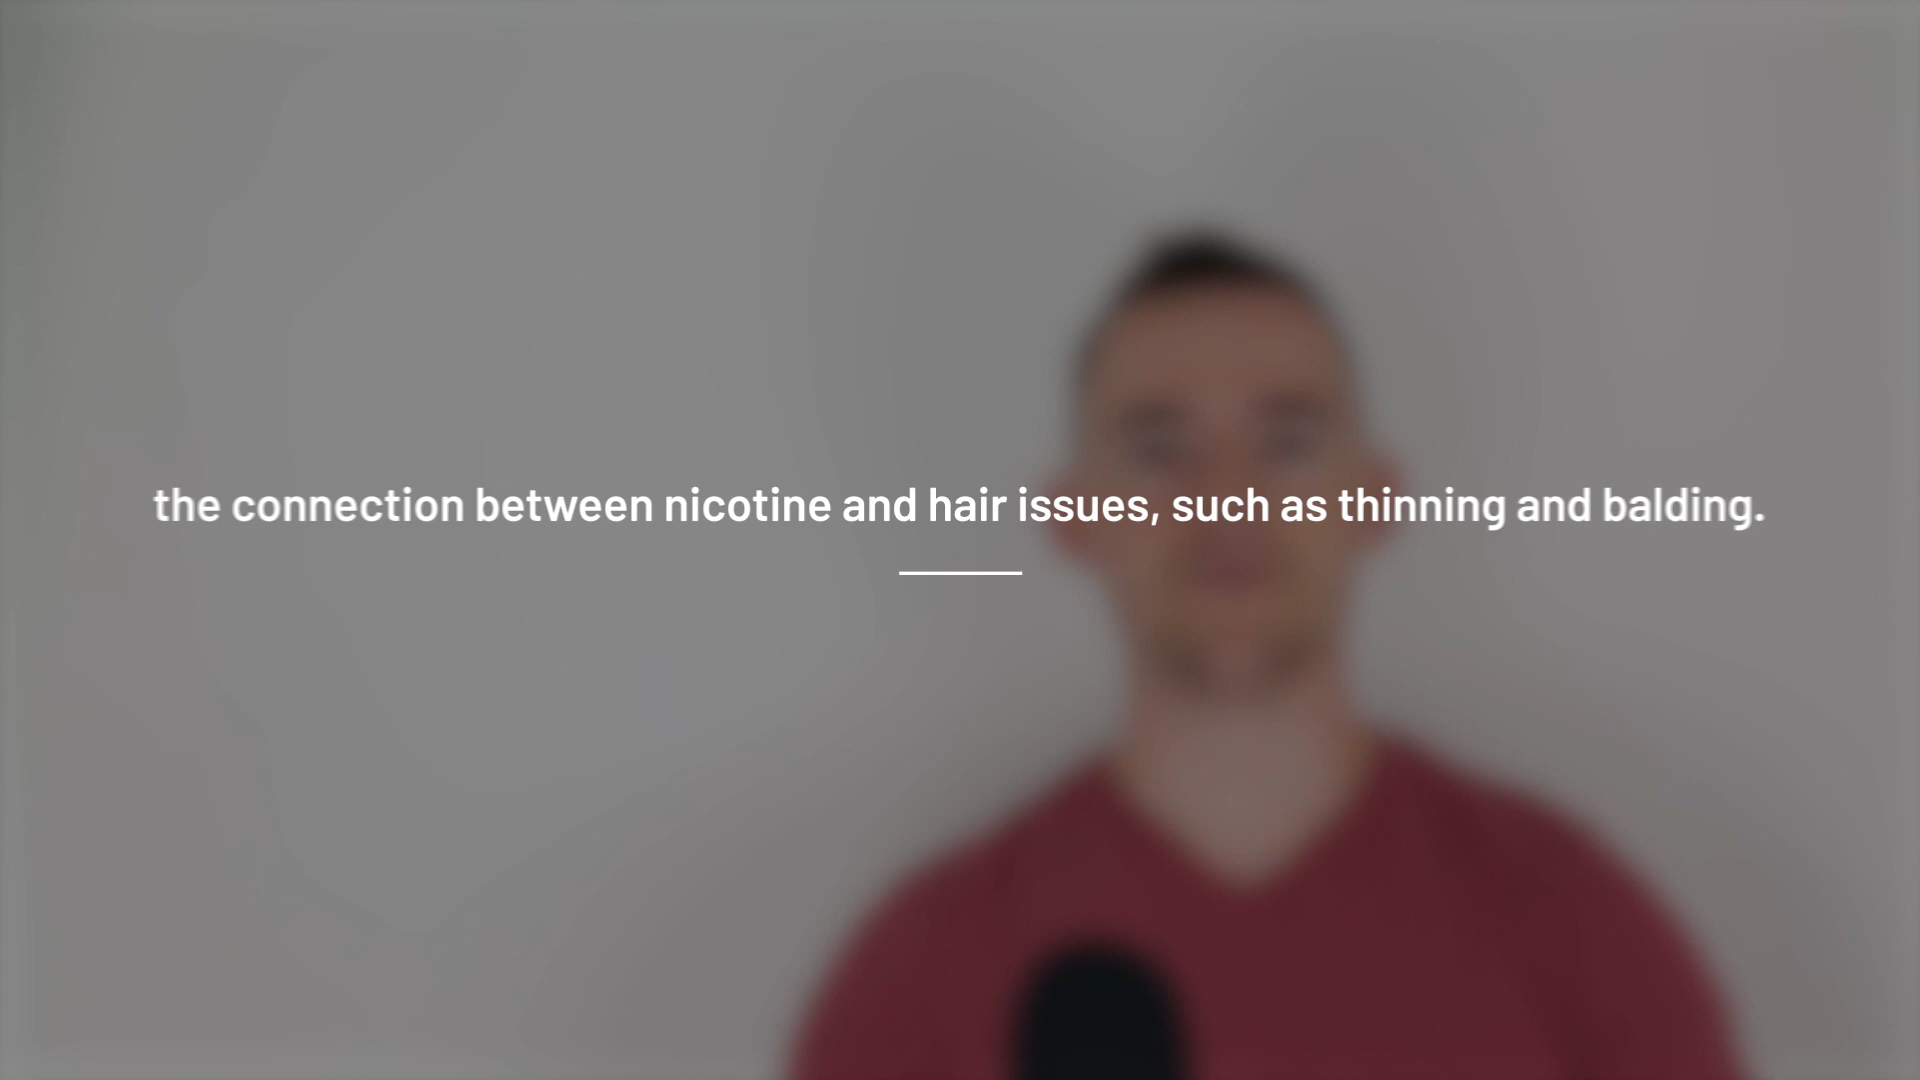 the connection between nicotine and hair issues, such as thinning and balding.